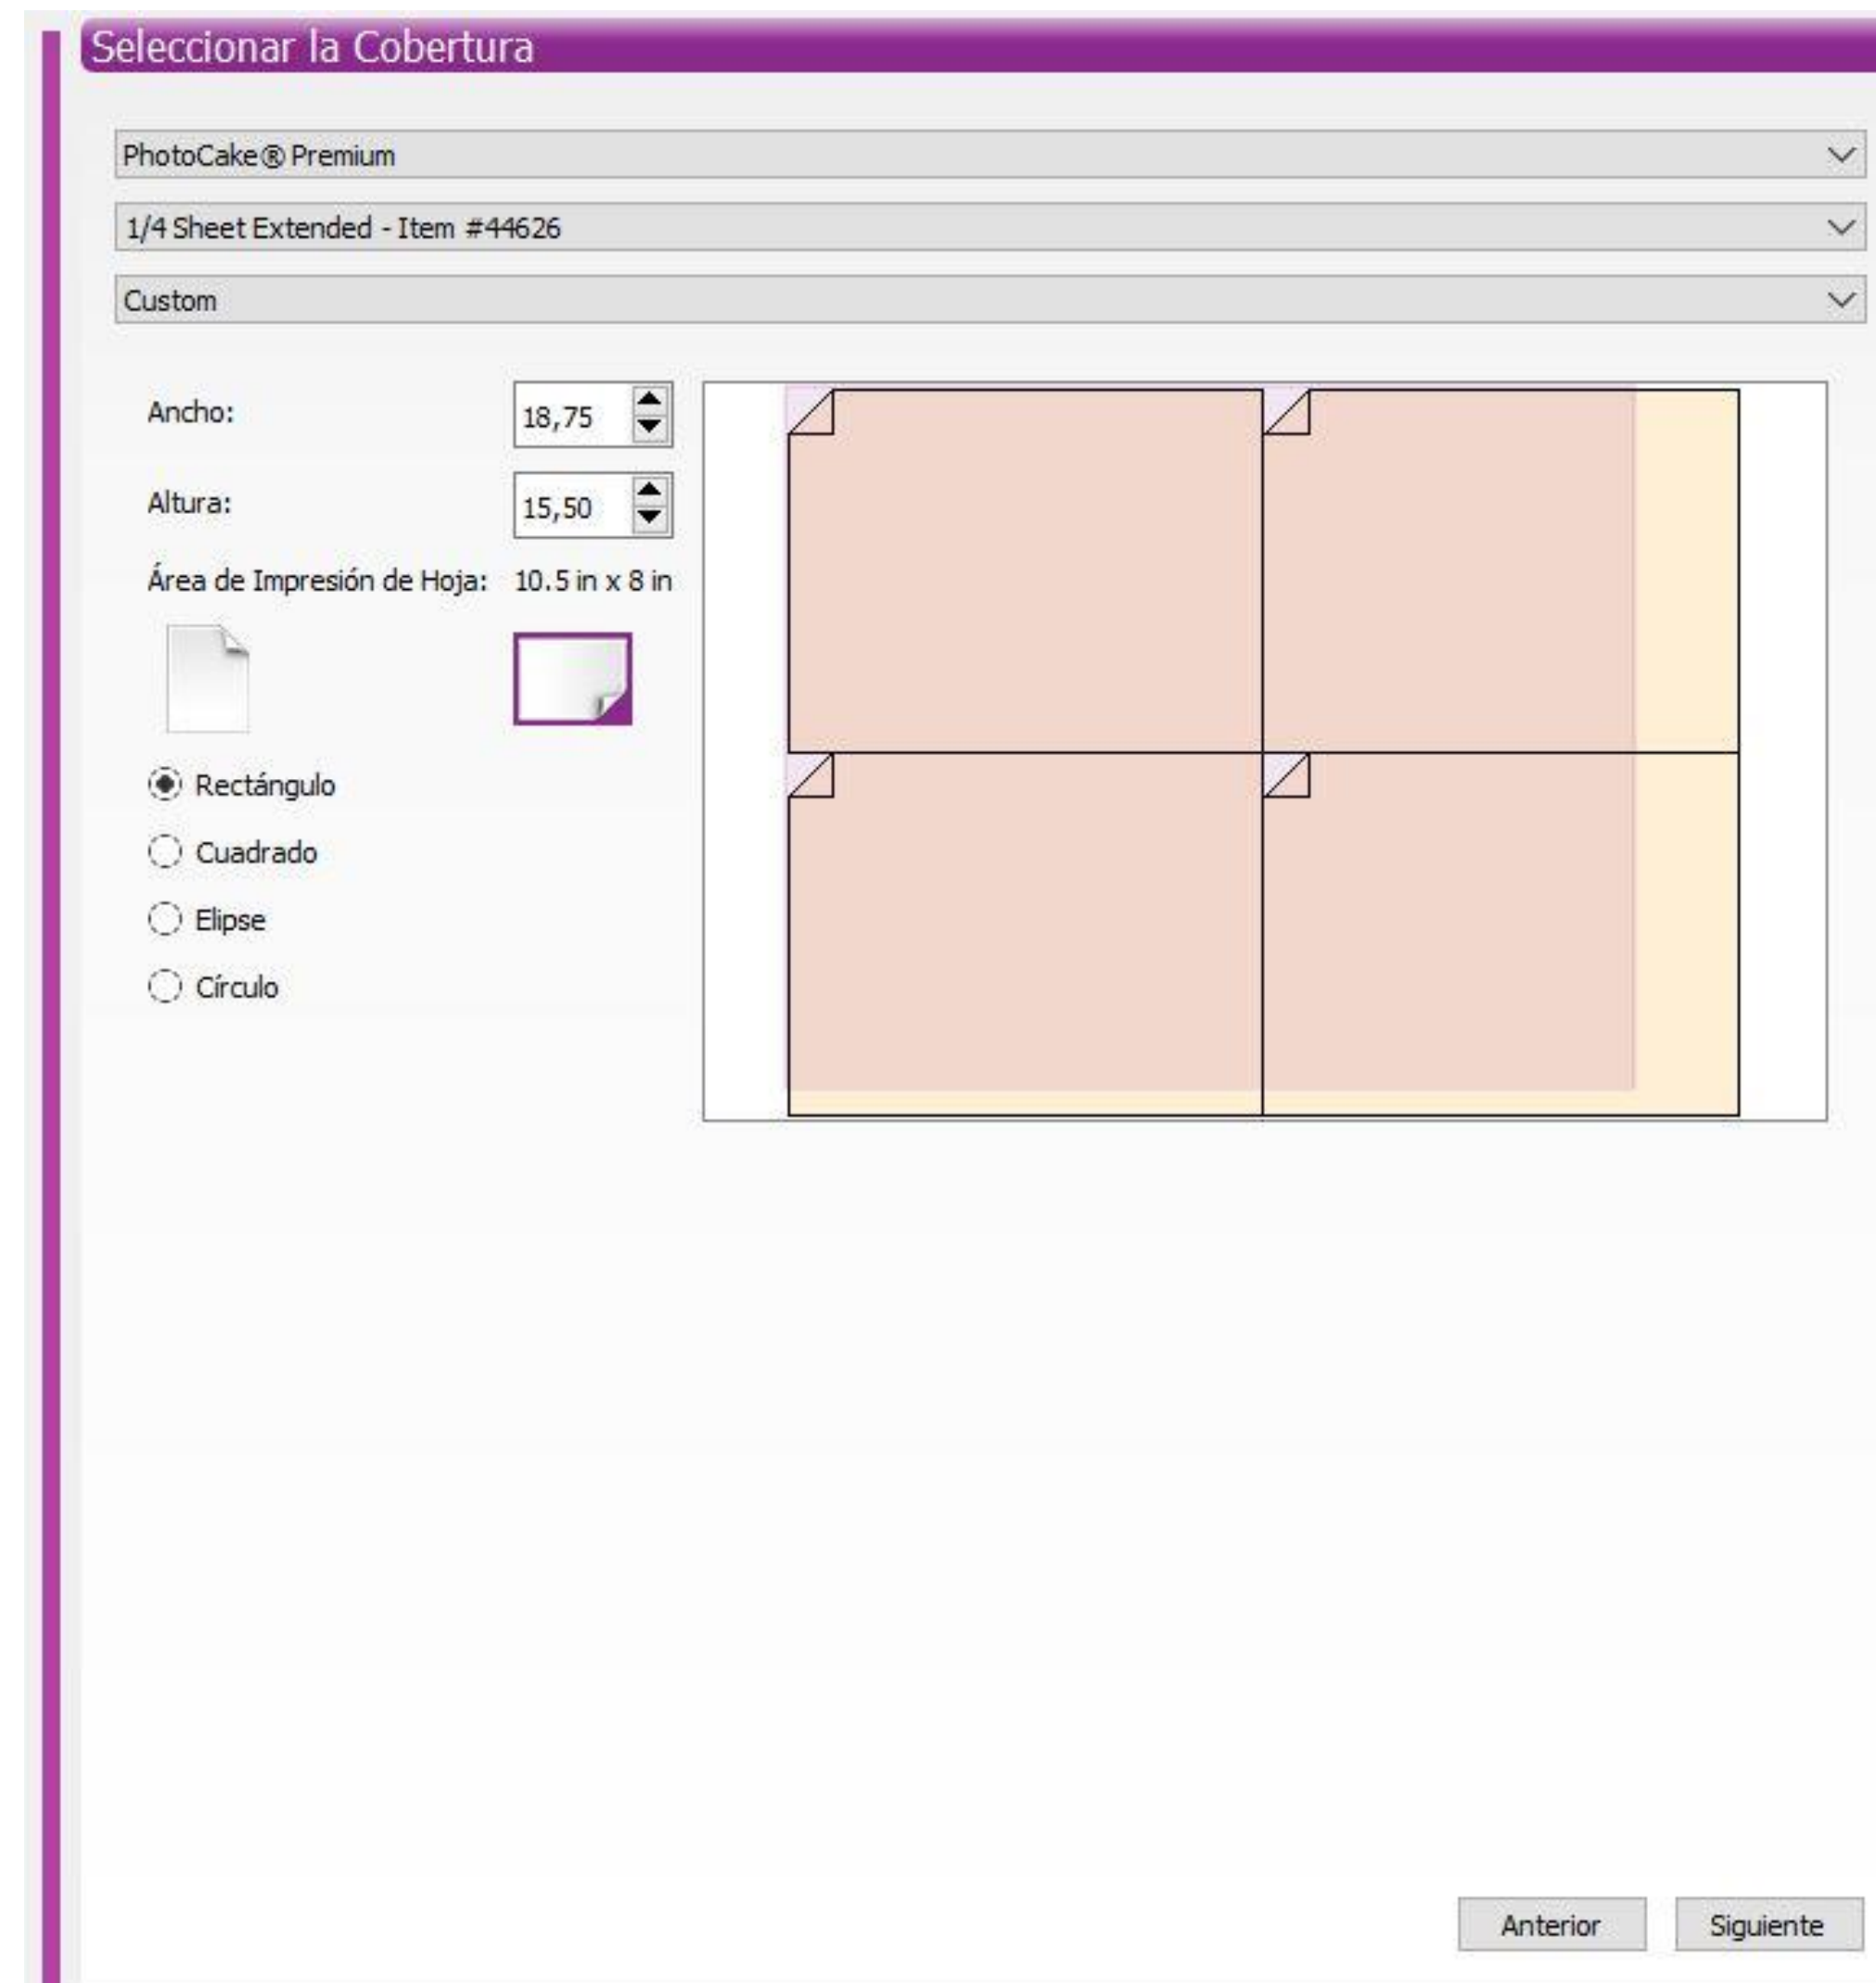 Seleccionar la Cobertura
PhotoCake® Premium
1/4 Sheet Extended - Item #44626
Custom
Ancho: 18,75
Altura: 15,50
Área de Impresión de Hoja: 10.5 in x 8 in
Rectángulo
Cuadrado
Elipse
Círculo
Anterior Siguiente